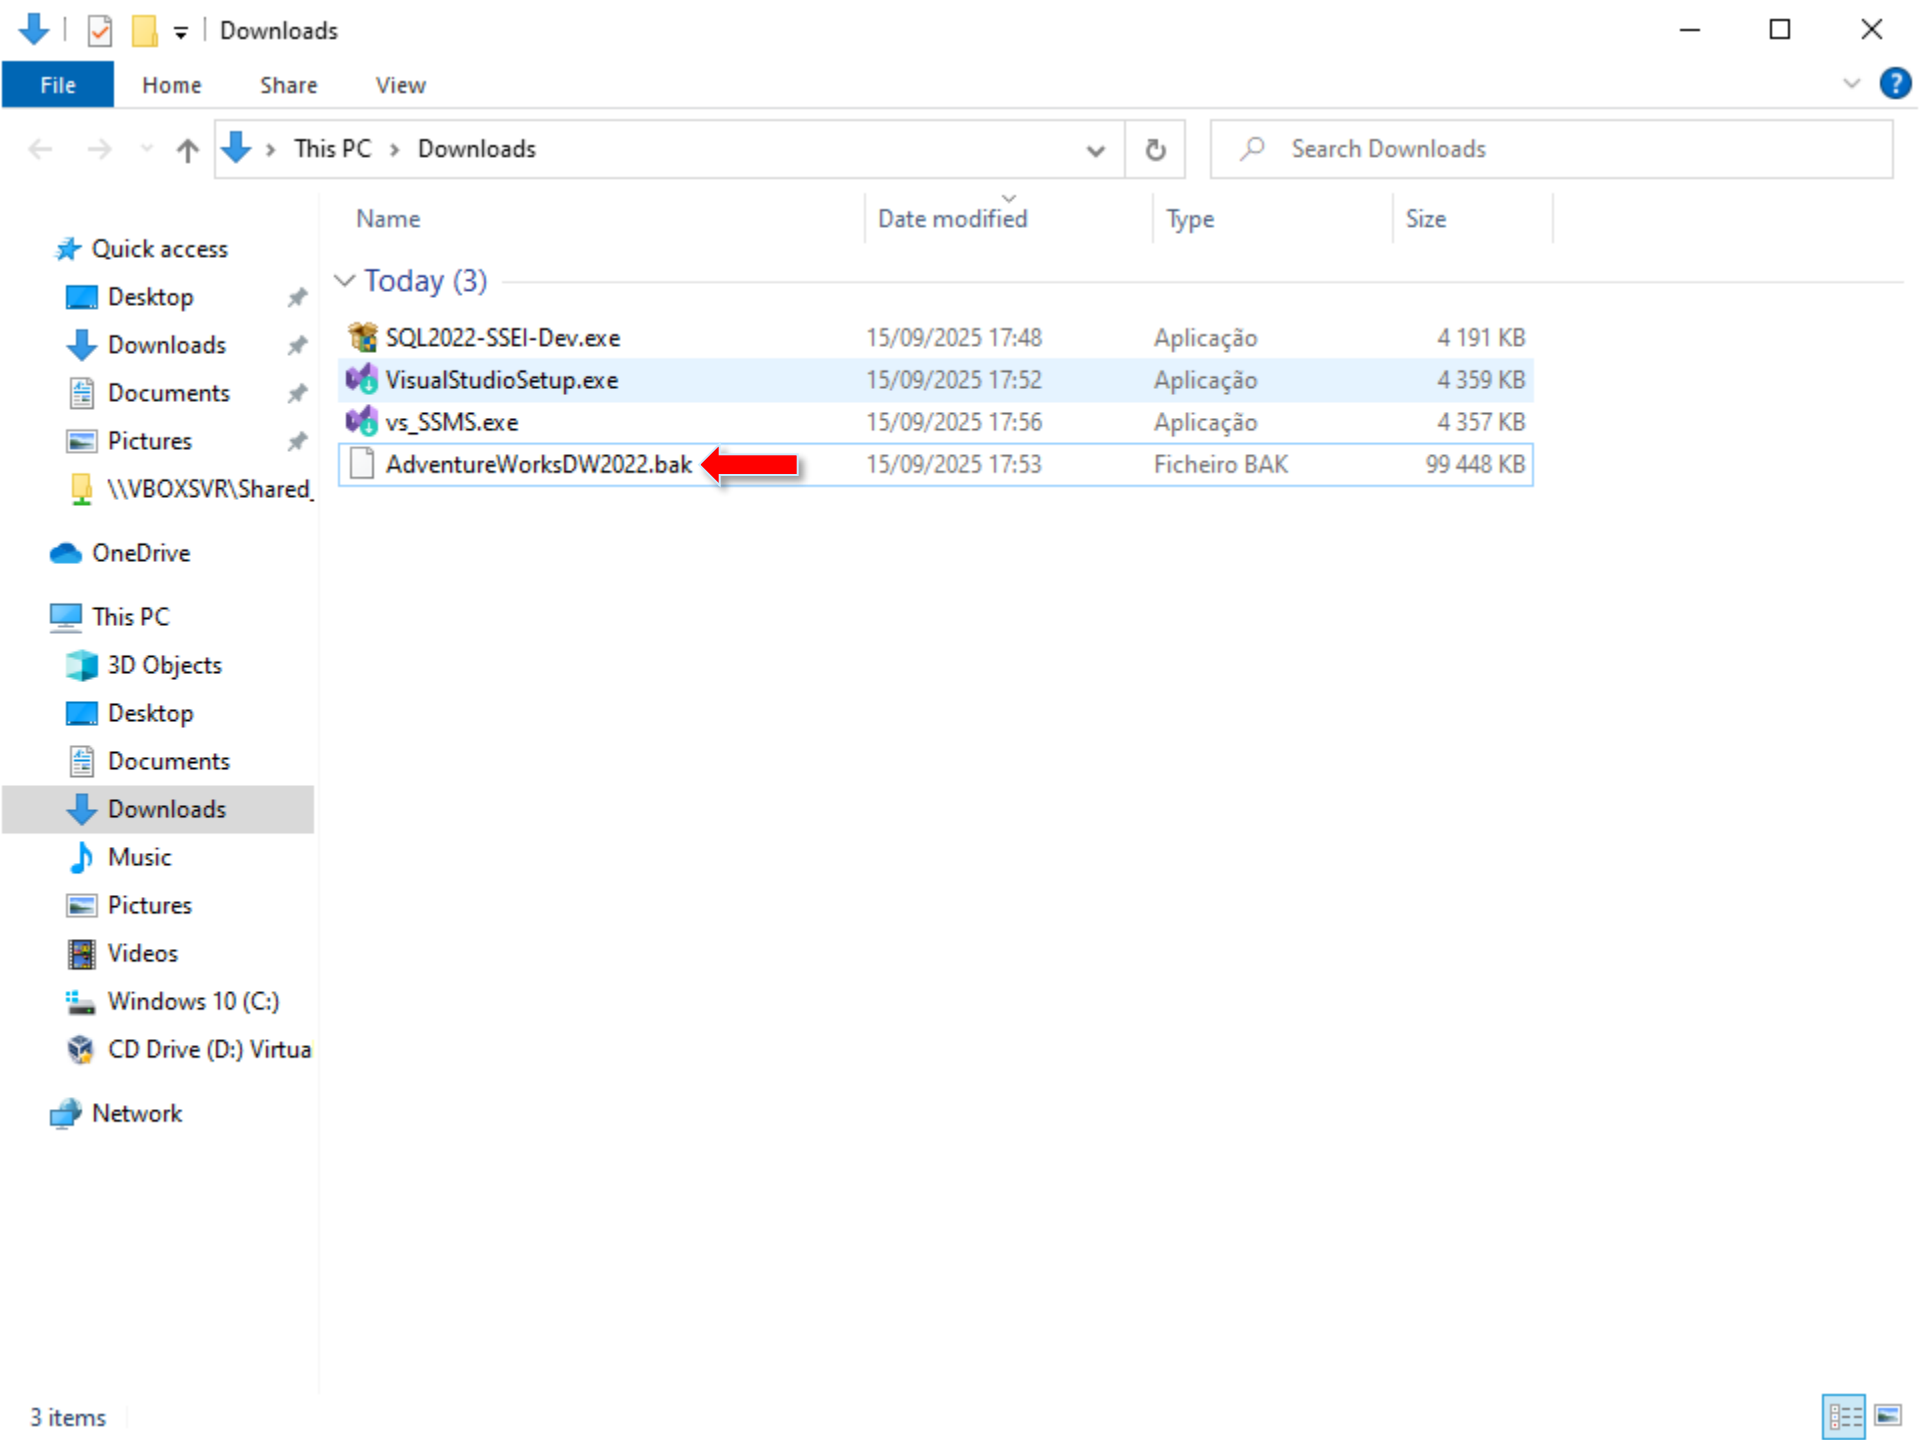 Downloads
File Home Share View
?
This PC Downloads
Search Downloads
Name Date modified Type Size
Quick access
Desktop
Downloads
Documents
Pictures
\\VBOXSVR\Shared_
OneDrive
This PC
3D Objects
Desktop
Documents
Downloads
Music
Pictures
Videos
Windows 10 (C:)
CD Drive (D:) Virtua
Network
Today (3)
SQL2022-SSEI-Dev.exe 15/09/2025 17:48 Aplicação 4 191 KB
VisualStudioSetup.exe 15/09/2025 17:52 Aplicação 4 359 KB
vs_SSMS.exe 15/09/2025 17:56 Aplicação 4 357 KB
AdventureWorksDW2022.bak 15/09/2025 17:53 Ficheiro BAK 99 448 KB
3 items